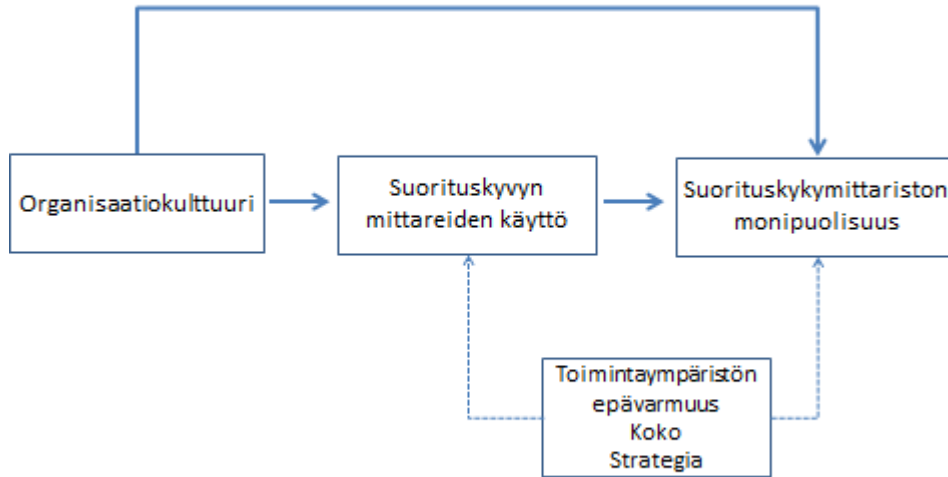 Organisaatiokulttuuri
Suorituskyvyn
mittareiden käyttö
Suorituskykymittariston
monipuolisuus
Toimintaympäristön
epävarmuus
Koko
Strategia